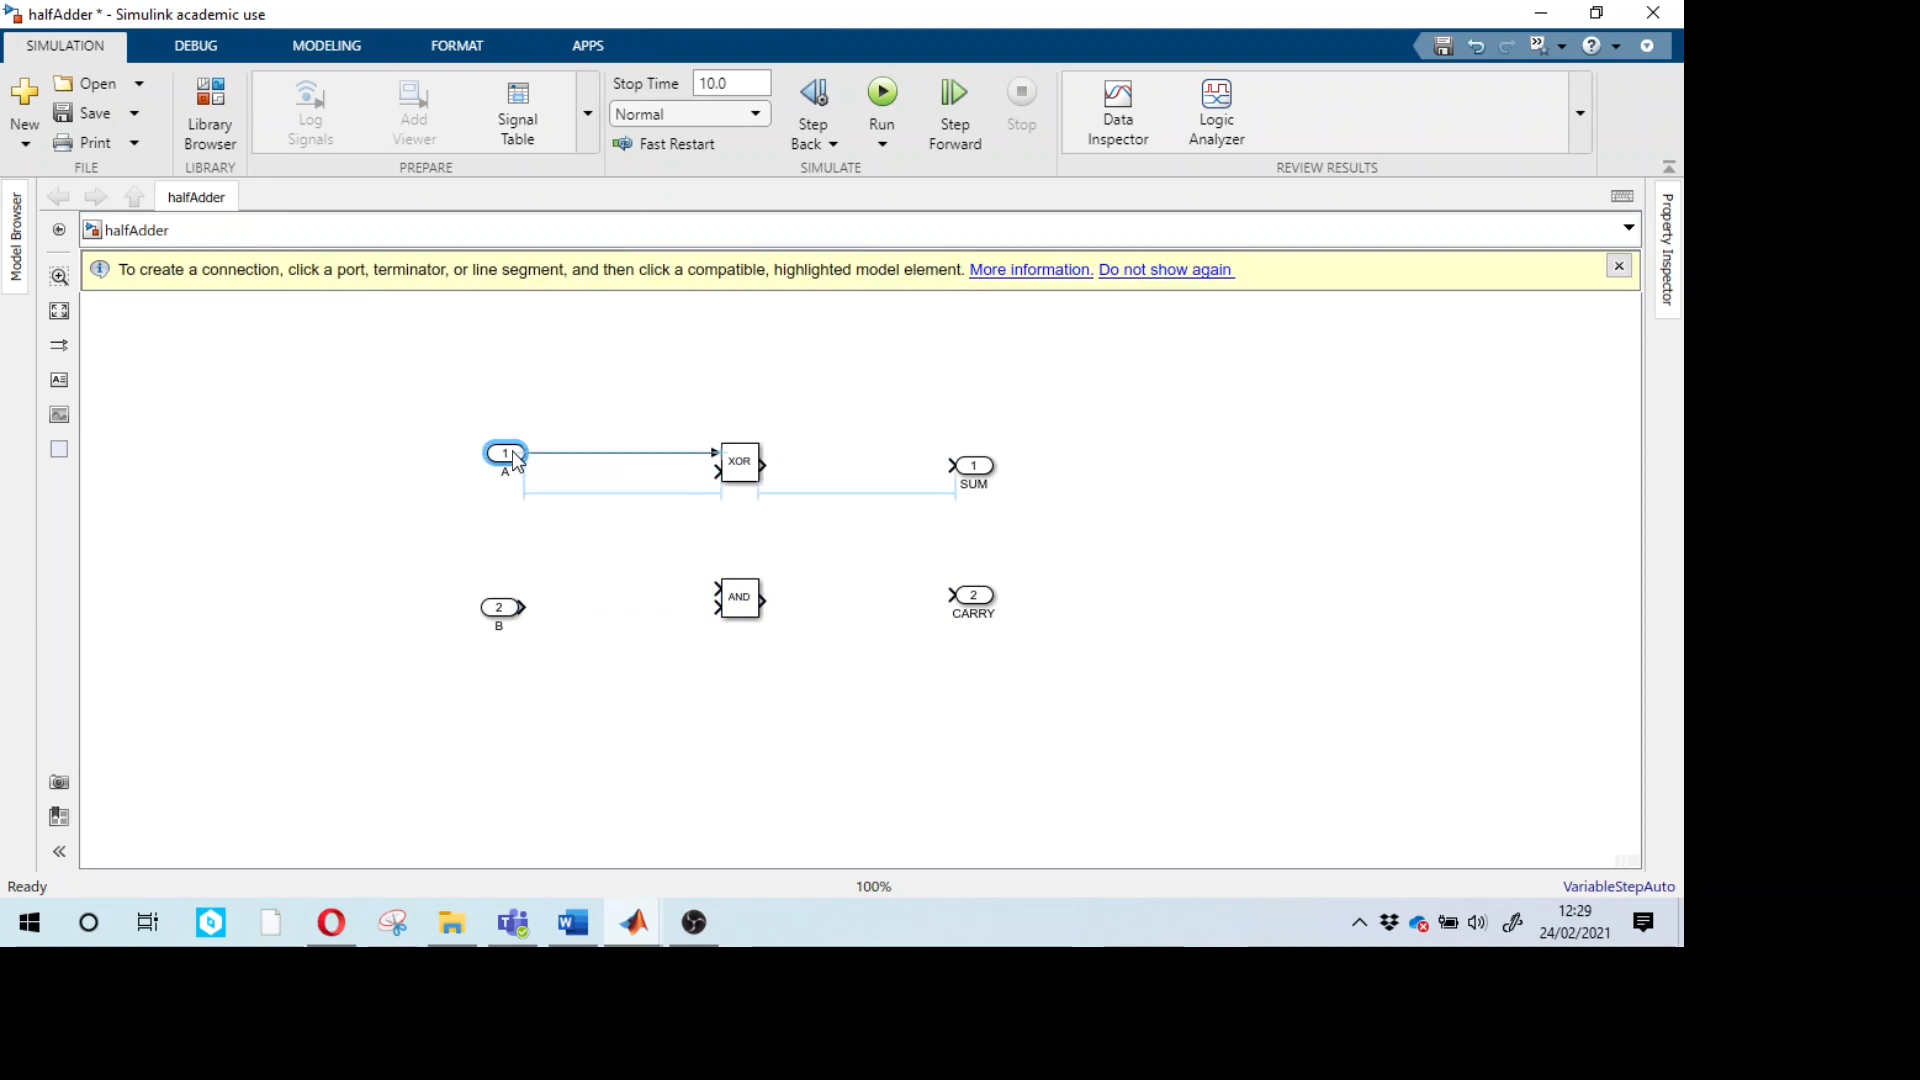 halfAdder * - Simulink academic use
SIMULATION DEBUG MODELING FORMAT APPS
New
Open
Save
Print
FILE
Library
Browser
LIBRARY
Log
Signals
Add
Viewer
Signal
Table
PREPARE
Stop Time 10.0
Normal
Fast Restart
Step
Back
Run
Step
Forward
Stop
SIMULATE
Data
Inspector
Logic
Analyzer
REVIEW RESULTS
Model Browser
halfAdder
halfAdder
Property Inspector
To create a connection, click a port, terminator, or line segment, and then click a compatible, highlighted model element. More information. Do not show again
1
A
XOR
1
SUM
2
B
AND
2
CARRY
Ready 100% VariableStepAuto
12:29
24/02/2021